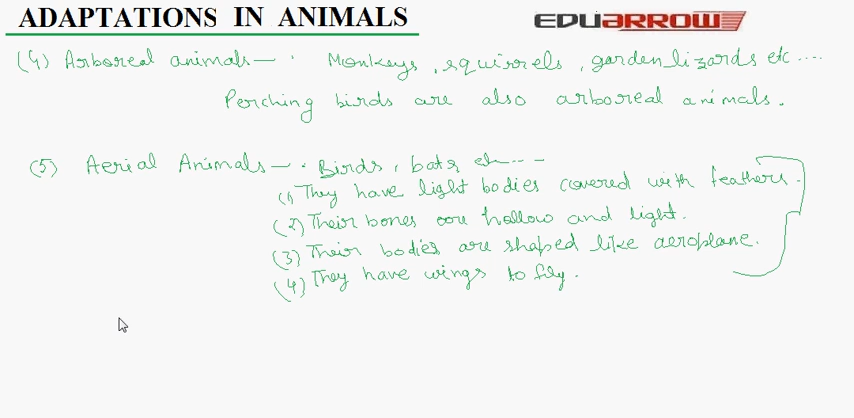 ADAPTATIONS IN ANIMALS
EDUARROW
(4) Arboreal animals — . Monkeys, squirrels, garden lizards etc....
Perching birds are also arboreal animals.
(5) Aerial Animals — . Birds, bats etc...-
(1) They have light bodies covered with feathers.
(2) Their bones are hollow and light.
(3) Their bodies are shaped like aeroplane.
(4) They have wings to fly.